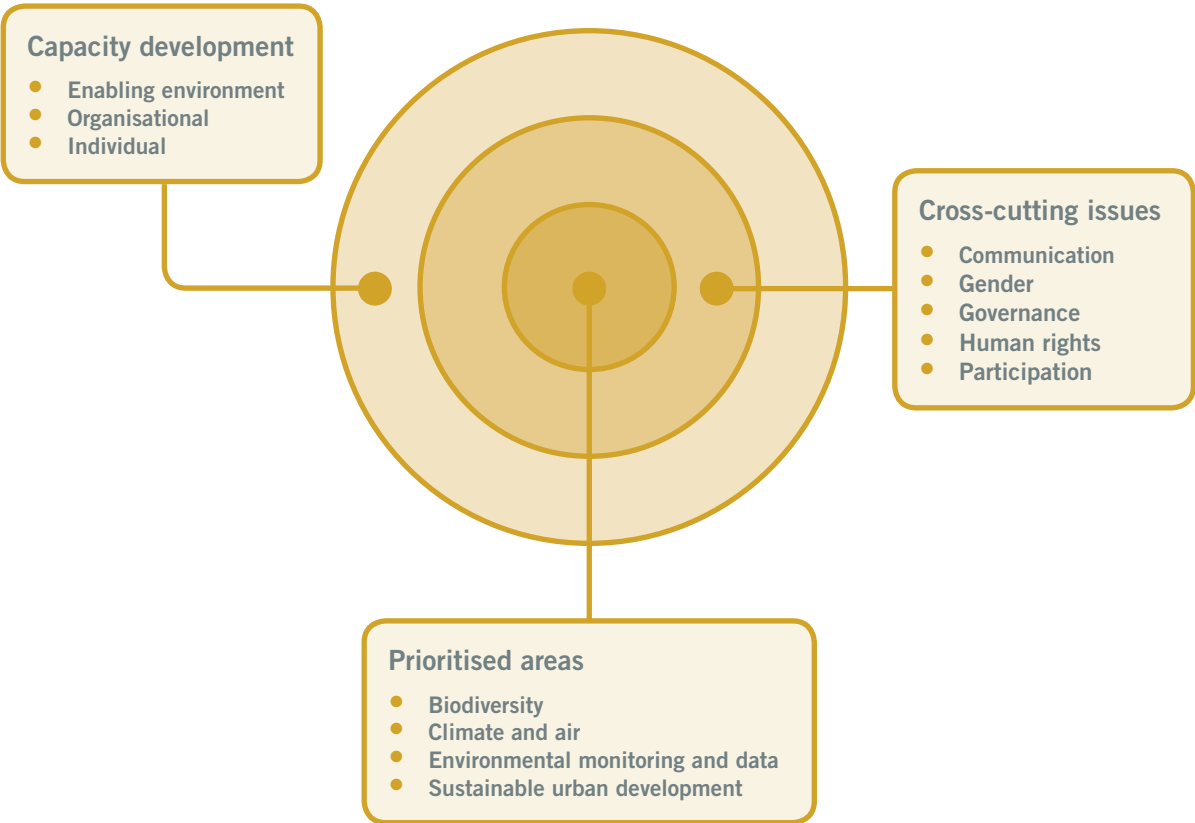 Capacity development
Enabling environment
Organisational
Individual
Cross-cutting issues
Communication
Gender
Governance
Human rights
Participation
Prioritised areas
Biodiversity
Climate and air
Environmental monitoring and data
Sustainable urban development